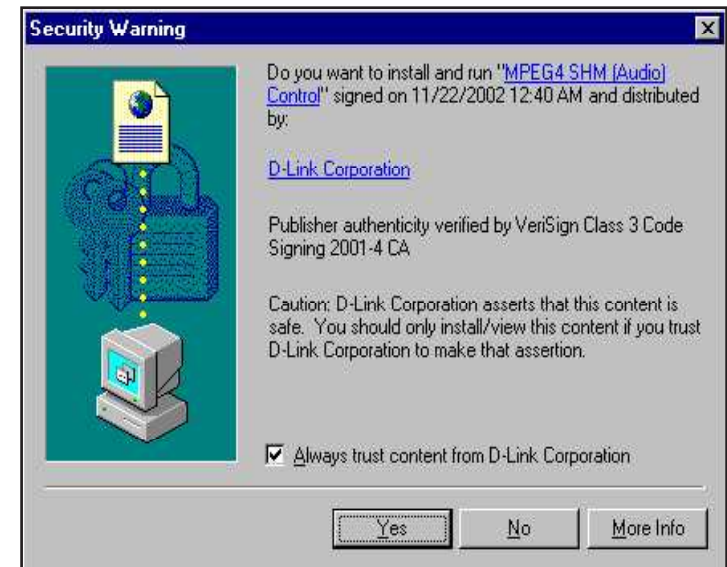 Security Warning
Do you want to install and run "MPEG4 SHM (Audio)
Control" signed on 11/22/2002 12:40 AM and distributed
by:
D-Link Corporation
Publisher authenticity verified by VeriSign Class 3 Code
Signing 2001-4 CA
Caution: D-Link Corporation asserts that this content is
safe. You should only install/view this content if you trust
D-Link Corporation to make that assertion.
Always trust content from D-Link Corporation
Yes No More Info